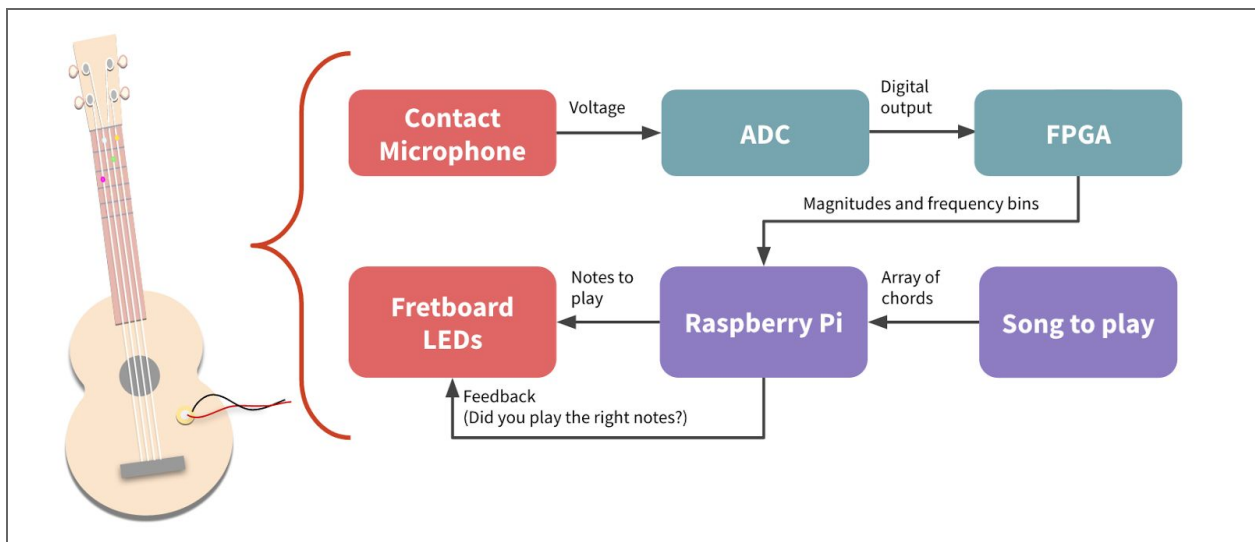 Contact
Microphone
Voltage
ADC
Digital
output
FPGA
Magnitudes and frequency bins
Fretboard
LEDs
Notes to
play
Raspberry Pi
Array of
chords
Song to play
Feedback
(Did you play the right notes?)